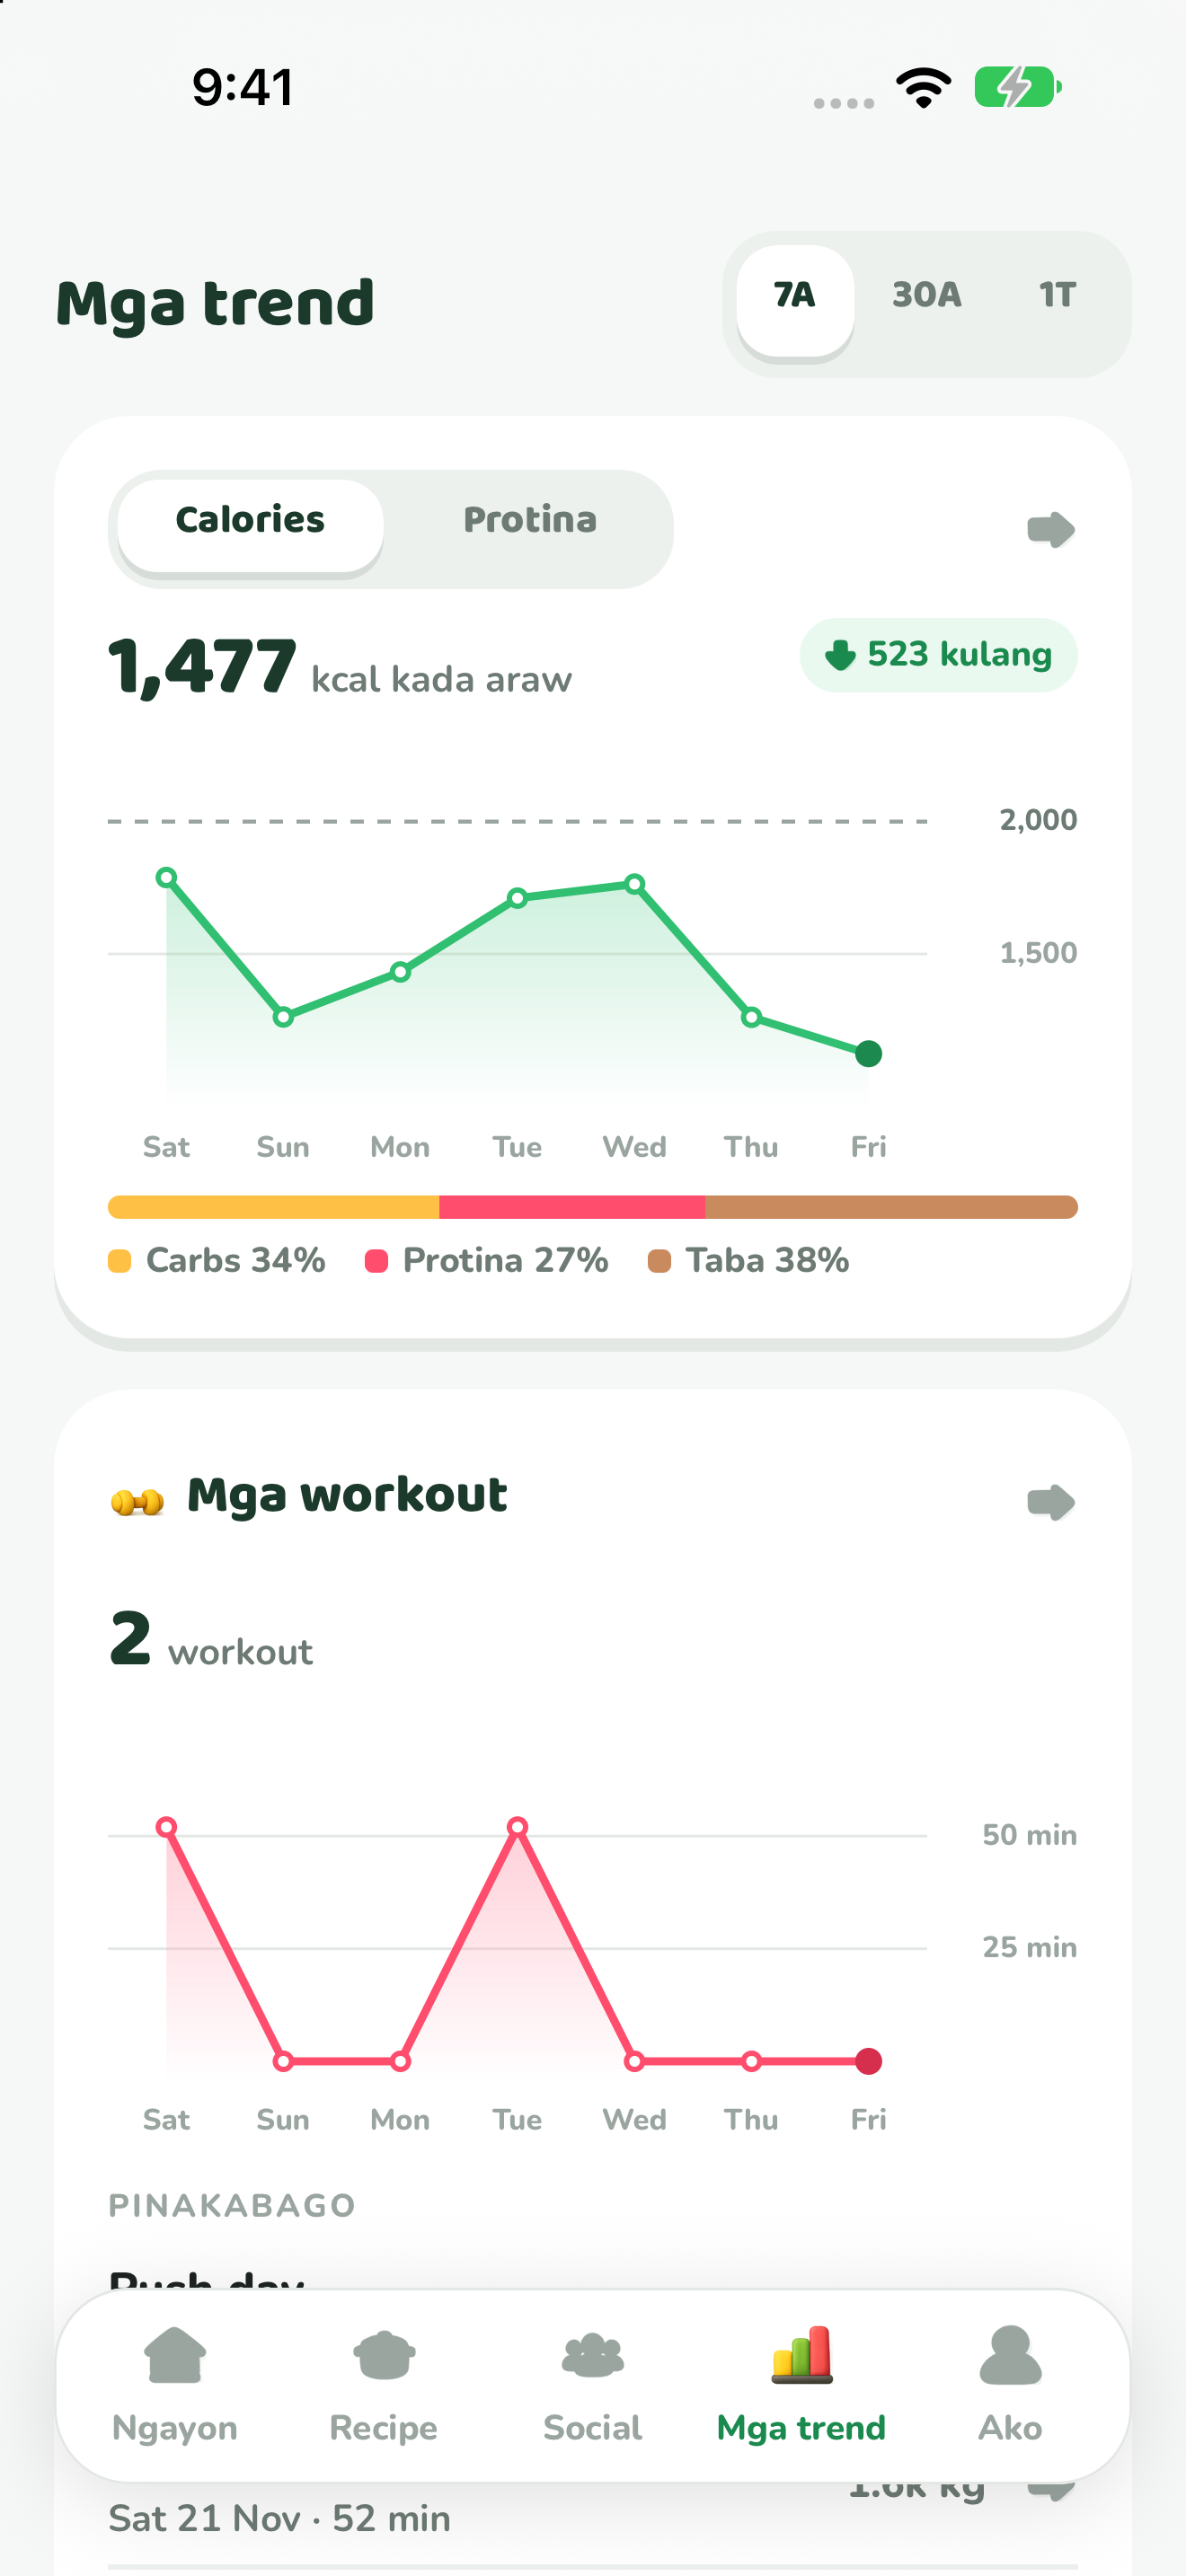 9:41
Mga trend
7A 30A 1T
Calories Protina
1,477 kcal kada araw
523 kulang
2,000
1,500
Sat Sun Mon Tue Wed Thu Fri
Carbs 34% Protina 27% Taba 38%
Mga workout
2 workout
50 min
25 min
Sat Sun Mon Tue Wed Thu Fri
PINAKABAGO
Push day
Ngayon Recipe Social Mga trend Ako
Sat 21 Nov · 52 min